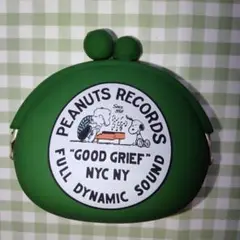 PEANUTS RECORDS
"GOOD GRIEF"
NYC NY
FULL DYNAMIC SOUND